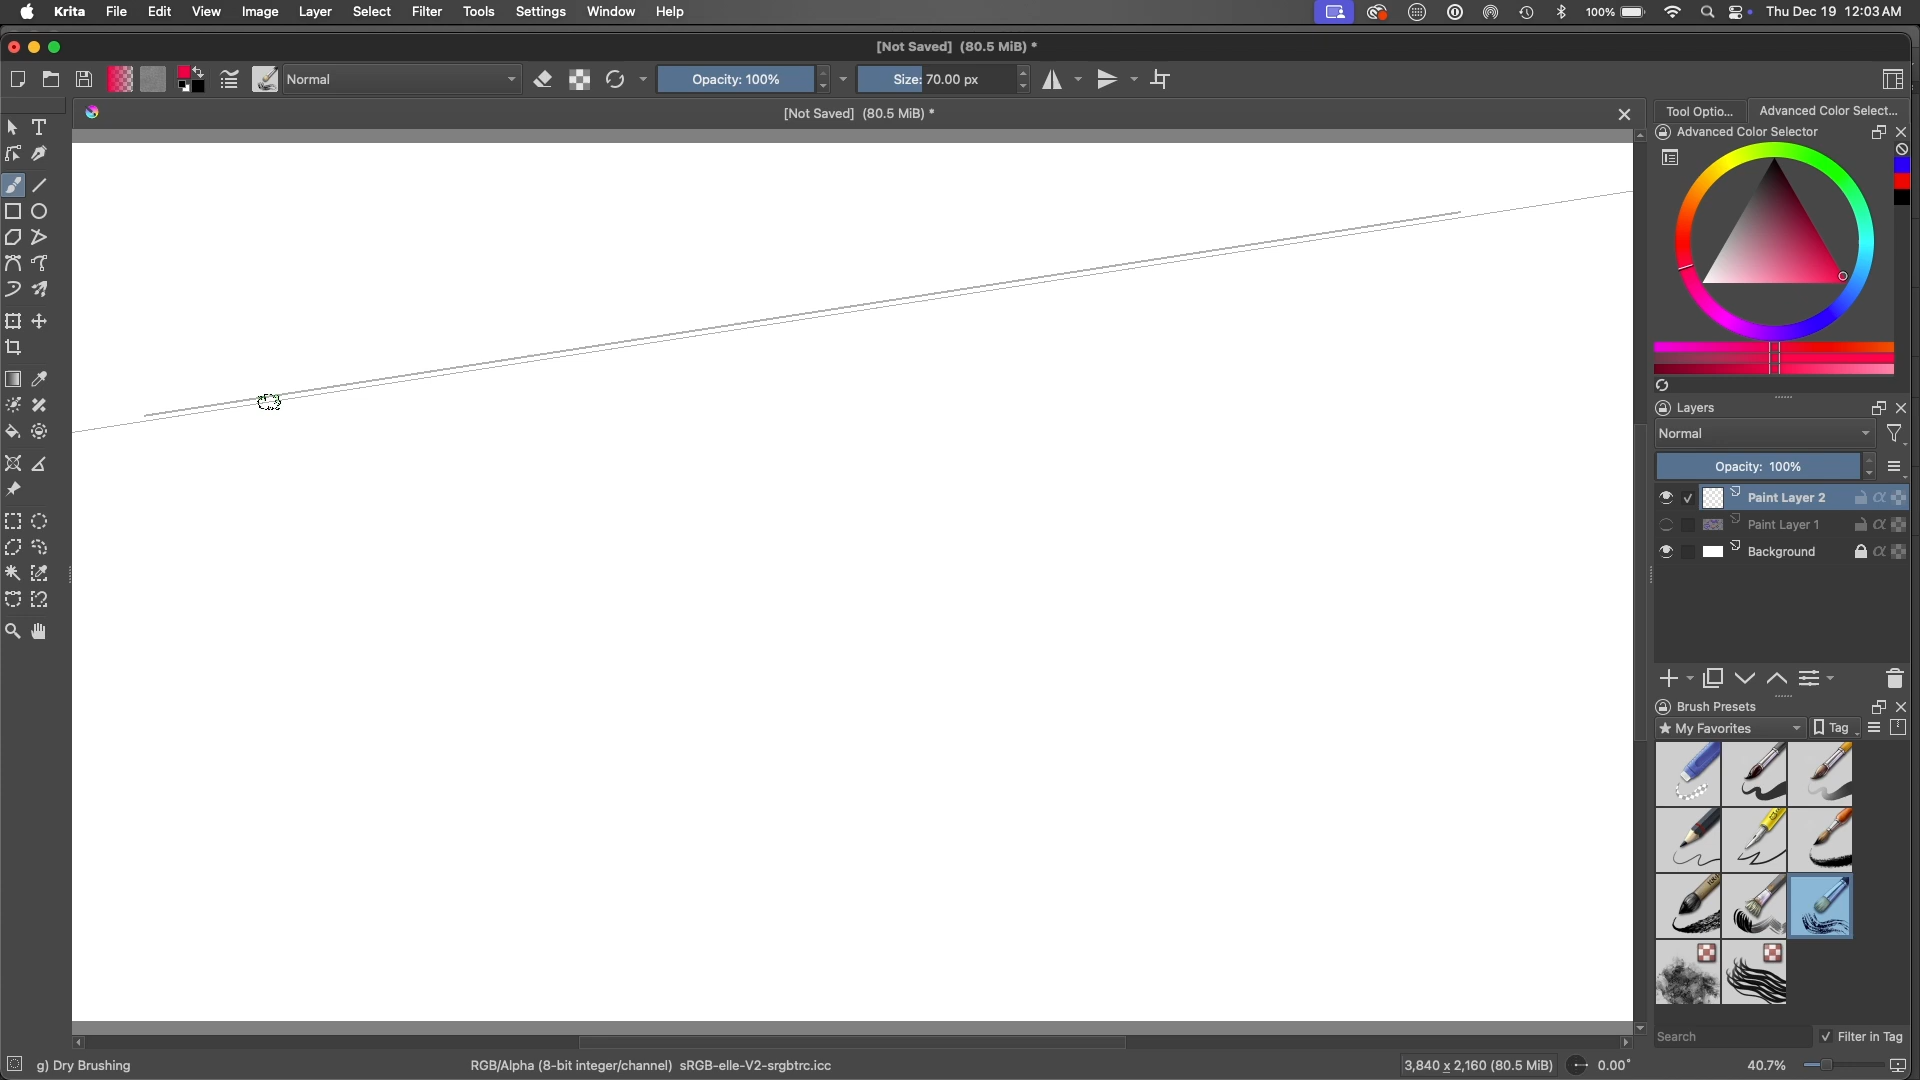 Krita File Edit View Image Layer Select Filter Tools Settings Window Help 100% Thu Dec 19 12:03 AM
[Not Saved] (80.5 MiB) *
Normal Opacity: 100% Size: 70.00 px
[Not Saved] (80.5 MiB) *
Tool Optio... Advanced Color Select...
Advanced Color Selector
Layers
Normal
Opacity: 100%
Paint Layer 2
Paint Layer 1
Background
Brush Presets
My Favorites Tag
Search Filter in Tag
g) Dry Brushing RGB/Alpha (8-bit integer/channel) sRGB-elle-V2-srgbtrc.icc 3,840 x 2,160 (80.5 MiB) 0.00° 40.7%